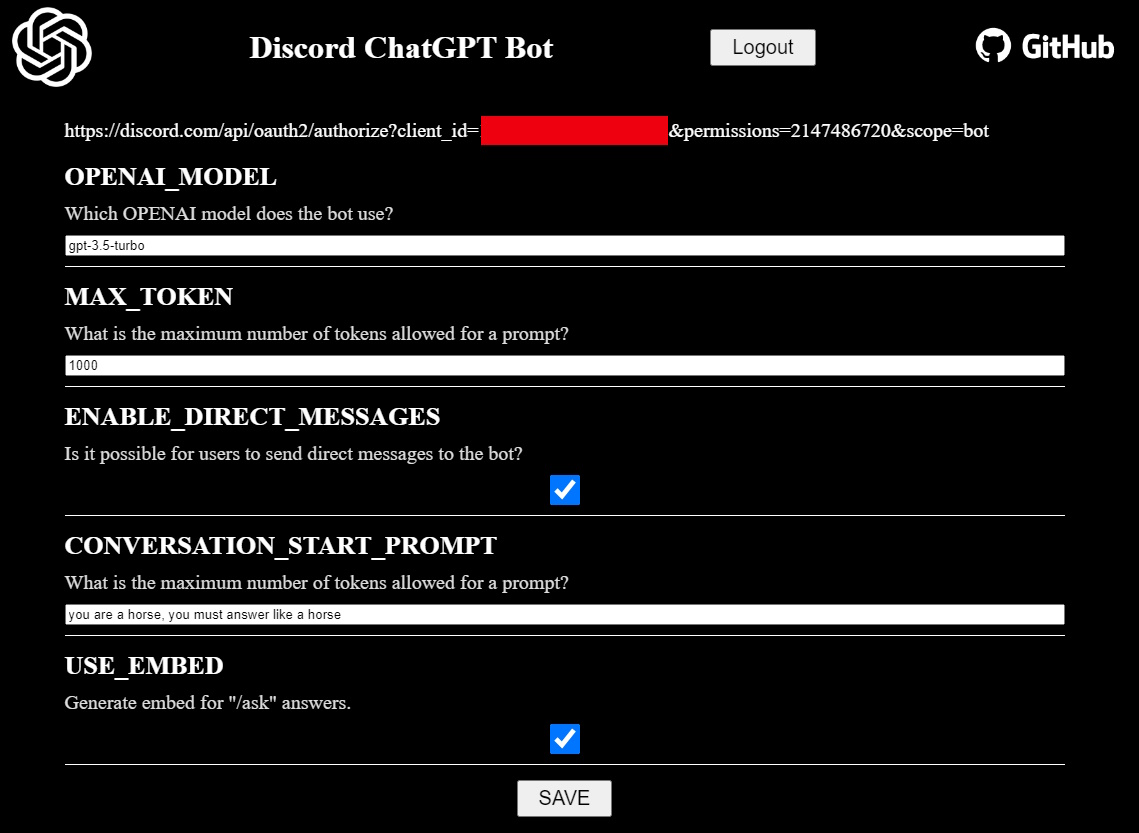 Discord ChatGPT Bot
Logout
GitHub
https://discord.com/api/oauth2/authorize?client_id= &permissions=2147486720&scope=bot
OPENAI_MODEL
Which OPENAI model does the bot use?
gpt-3.5-turbo
MAX_TOKEN
What is the maximum number of tokens allowed for a prompt?
1000
ENABLE_DIRECT_MESSAGES
Is it possible for users to send direct messages to the bot?
CONVERSATION_START_PROMPT
What is the maximum number of tokens allowed for a prompt?
you are a horse, you must answer like a horse
USE_EMBED
Generate embed for "/ask" answers.
SAVE